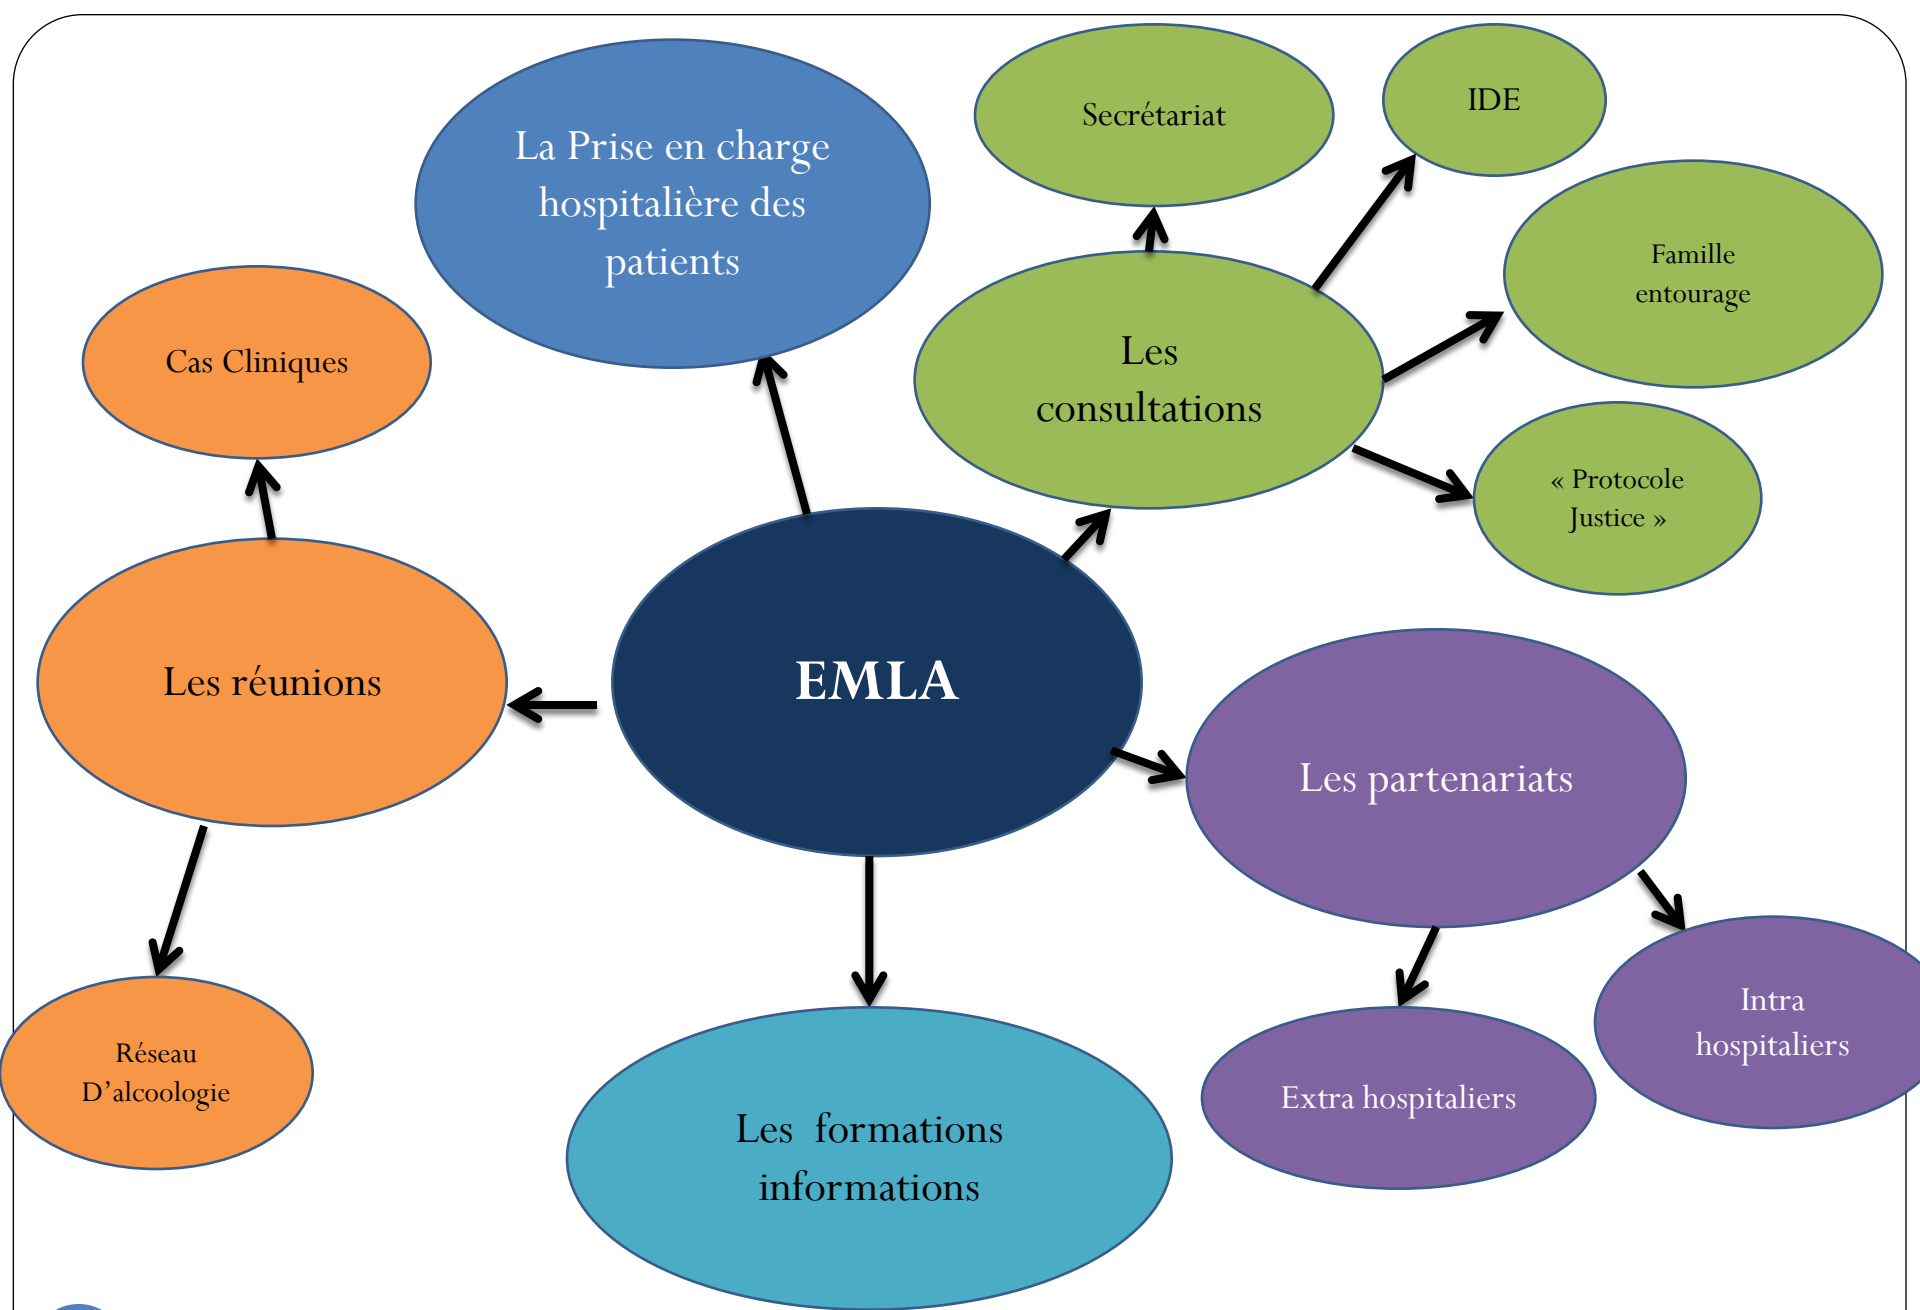 Secrétariat
IDE
La Prise en charge
hospitalière des
patients
Famille
entourage
Les
consultations
Cas Cliniques
« Protocole
Justice »
Les réunions
EMLA
Les partenariats
Intra
hospitaliers
Réseau
D’alcoologie
Extra hospitaliers
Les  formations
informations